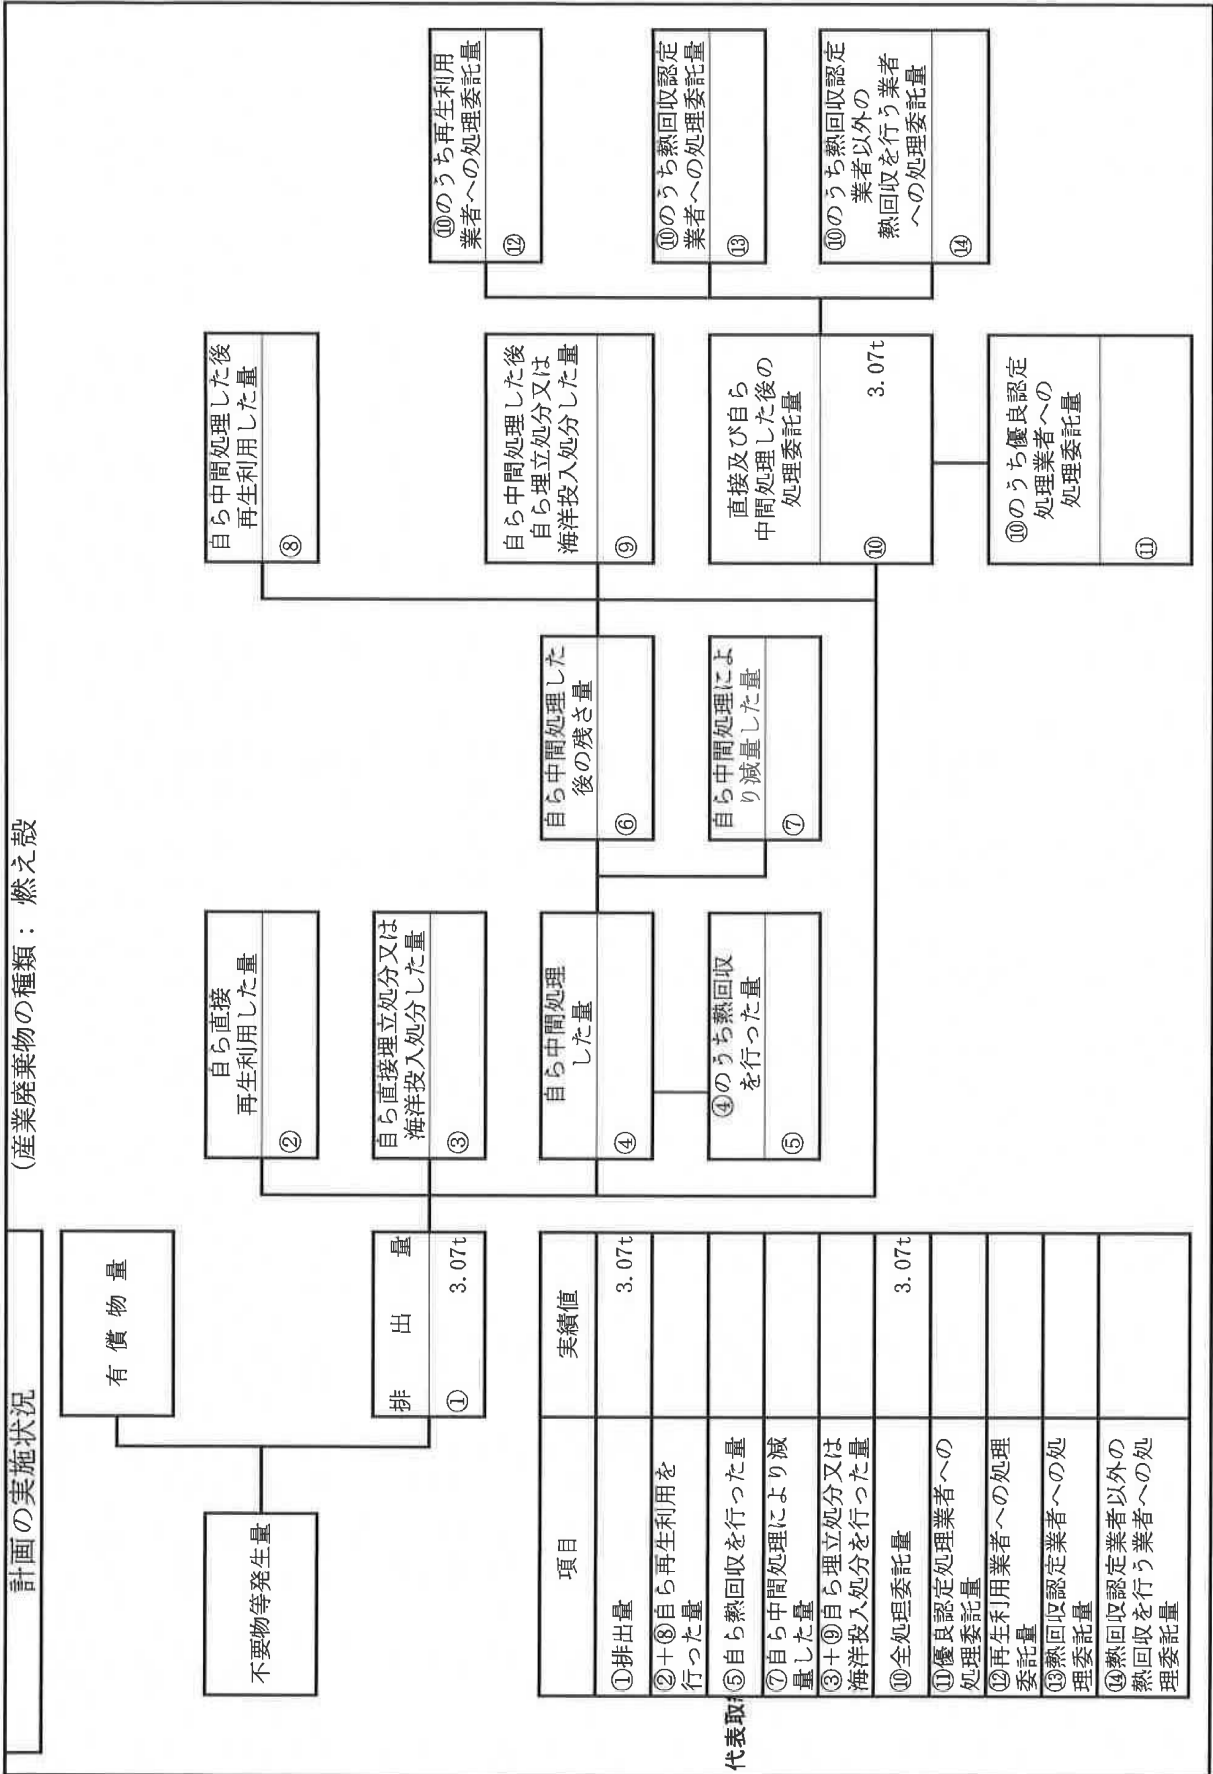 計画の実施状況
(産業廃棄物の種類： 燃え殻
不要物等発生量
有償物量
排出量
① 3.07t
自ら直接
再生利用した量
②
自ら直接埋立処分又は
海洋投入処分した量
③
自ら中間処理
した量
④
④のうち熱回収
を行った量
⑤
自ら中間処理した
後の残さ量
⑥
自ら中間処理によ
り減量した量
⑦
自ら中間処理した後
再生利用した量
⑧
自ら中間処理した後
自ら埋立処分又は
海洋投入処分した量
⑨
直接及び自ら
中間処理した後の
処理委託量
⑩ 3.07t
⑩のうち優良認定
処理業者への
処理委託量
⑪
⑩のうち再生利用
業者への処理委託量
⑫
⑩のうち熱回収認定
業者への処理委託量
⑬
⑩のうち熱回収認定
業者以外の
熱回収を行う業者
への処理委託量
⑭
項目 実績値
①排出量 3.07t
②+⑧自ら再生利用を
行った量
⑤自ら熱回収を行った量
⑦自ら中間処理により減
量した量
③+⑨自ら埋立処分又は
海洋投入処分を行った量
⑩全処理委託量 3.07t
⑪優良認定処理業者への
処理委託量
⑫再生利用業者への処理
委託量
⑬熱回収認定業者への処
理委託量
⑭熱回収認定業者以外の
熱回収を行う業者への処
理委託量
代表取